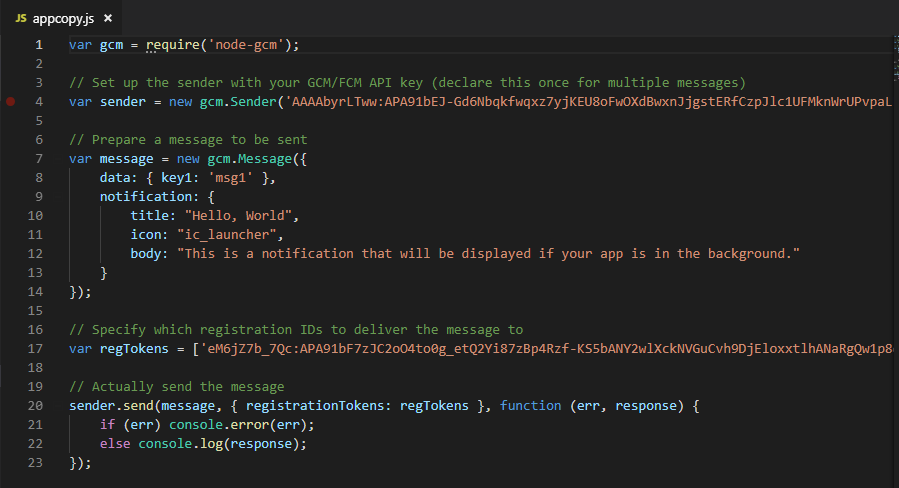 JS appcopy.js ×
1 var gcm = require('node-gcm');
2
3 // Set up the sender with your GCM/FCM API key (declare this once for multiple messages)
4 var sender = new gcm.Sender('AAAAbyrLTww:APA91bEJ-Gd6Nbqkfwqxz7yjKEU8oFwOXdBwxnJjgstERfCzpJlc1UFMknWrUPvpaL
5
6 // Prepare a message to be sent
7 var message = new gcm.Message({
8     data: { key1: 'msg1' },
9     notification: {
10         title: "Hello, World",
11         icon: "ic_launcher",
12         body: "This is a notification that will be displayed if your app is in the background."
13     }
14 });
15
16 // Specify which registration IDs to deliver the message to
17 var regTokens = ['eM6jZ7b_7Qc:APA91bF7zJC2oO4to0g_etQ2Yi87zBp4Rzf-KS5bANY2wlXckNVGuCvh9DjEloxxtlhANaRgQw1p8
18
19 // Actually send the message
20 sender.send(message, { registrationTokens: regTokens }, function (err, response) {
21     if (err) console.error(err);
22     else console.log(response);
23 });